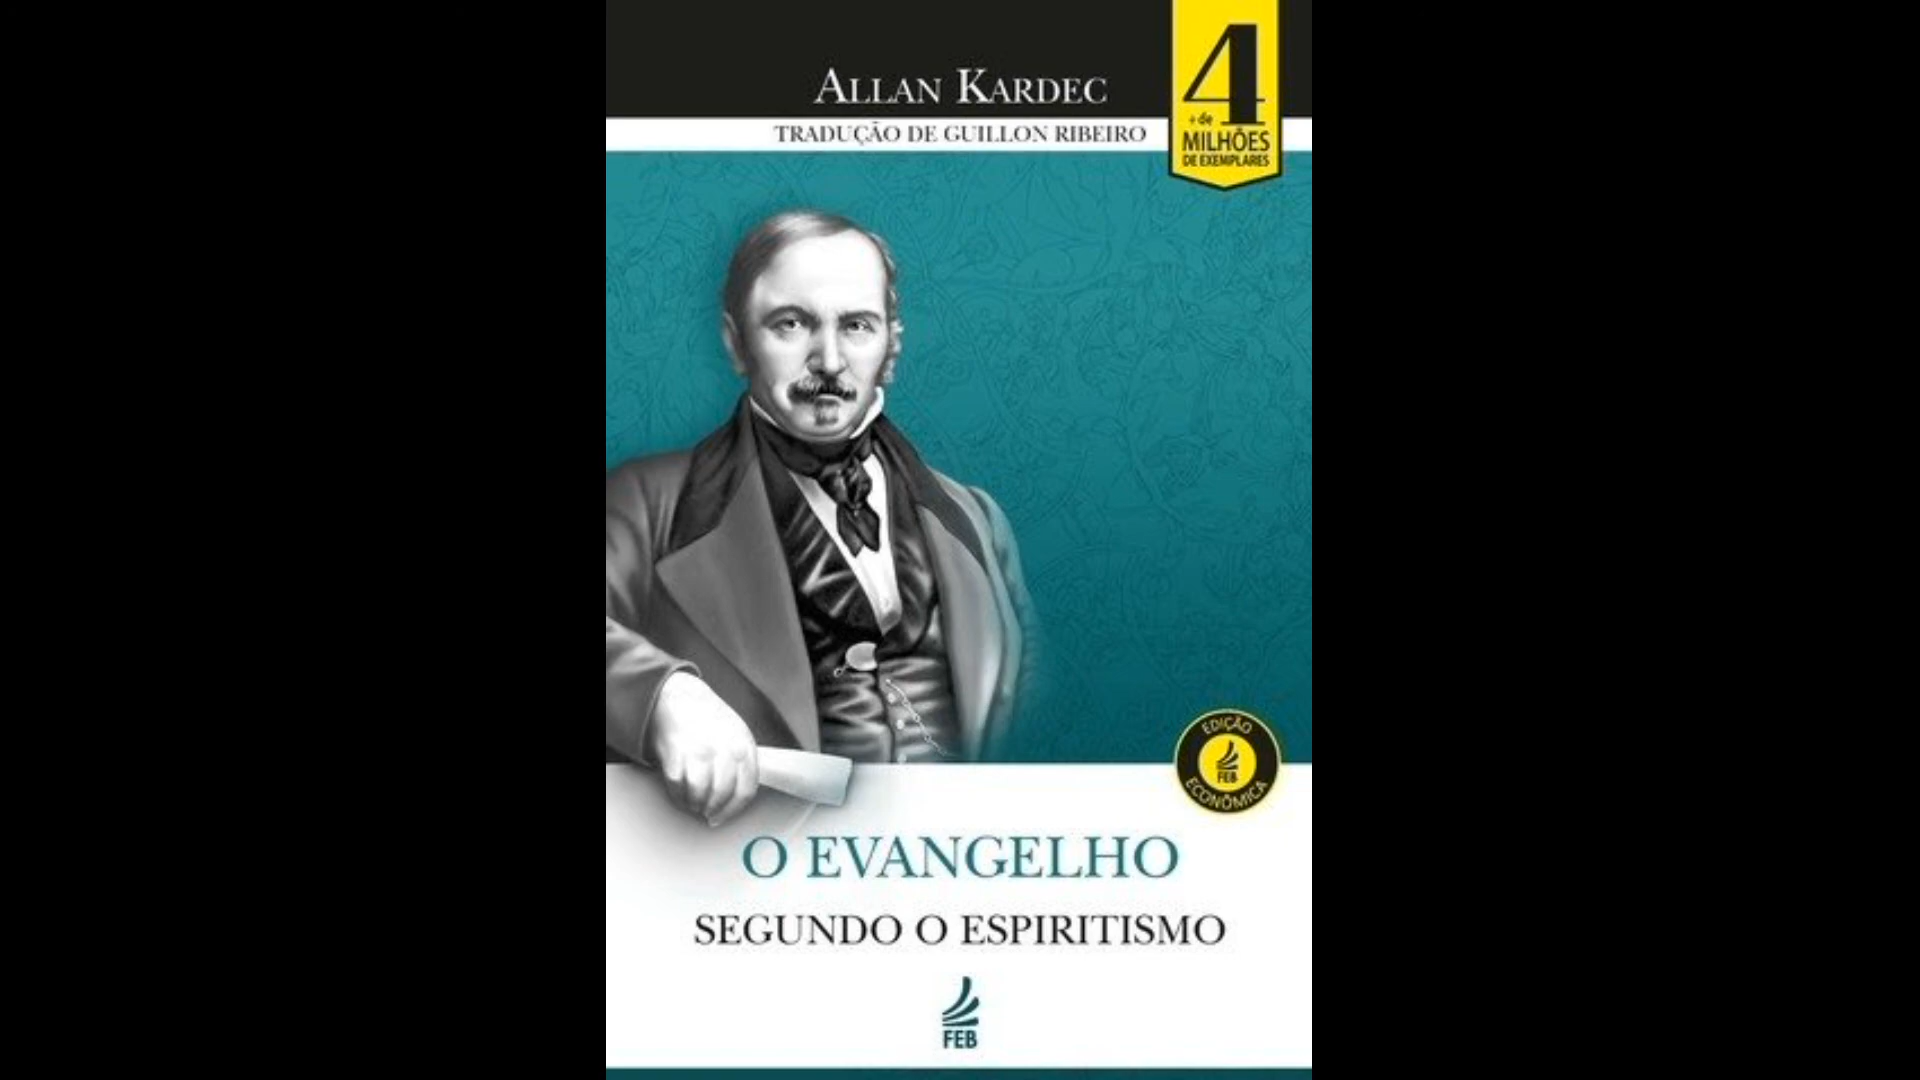 ALLAN KARDEC
TRADUÇÃO DE GUILLON RIBEIRO
4
+ de
MILHÕES
DE EXEMPLARES
EDIÇÃO
FEB
ECONÔMICA
O EVANGELHO
SEGUNDO O ESPIRITISMO
FEB